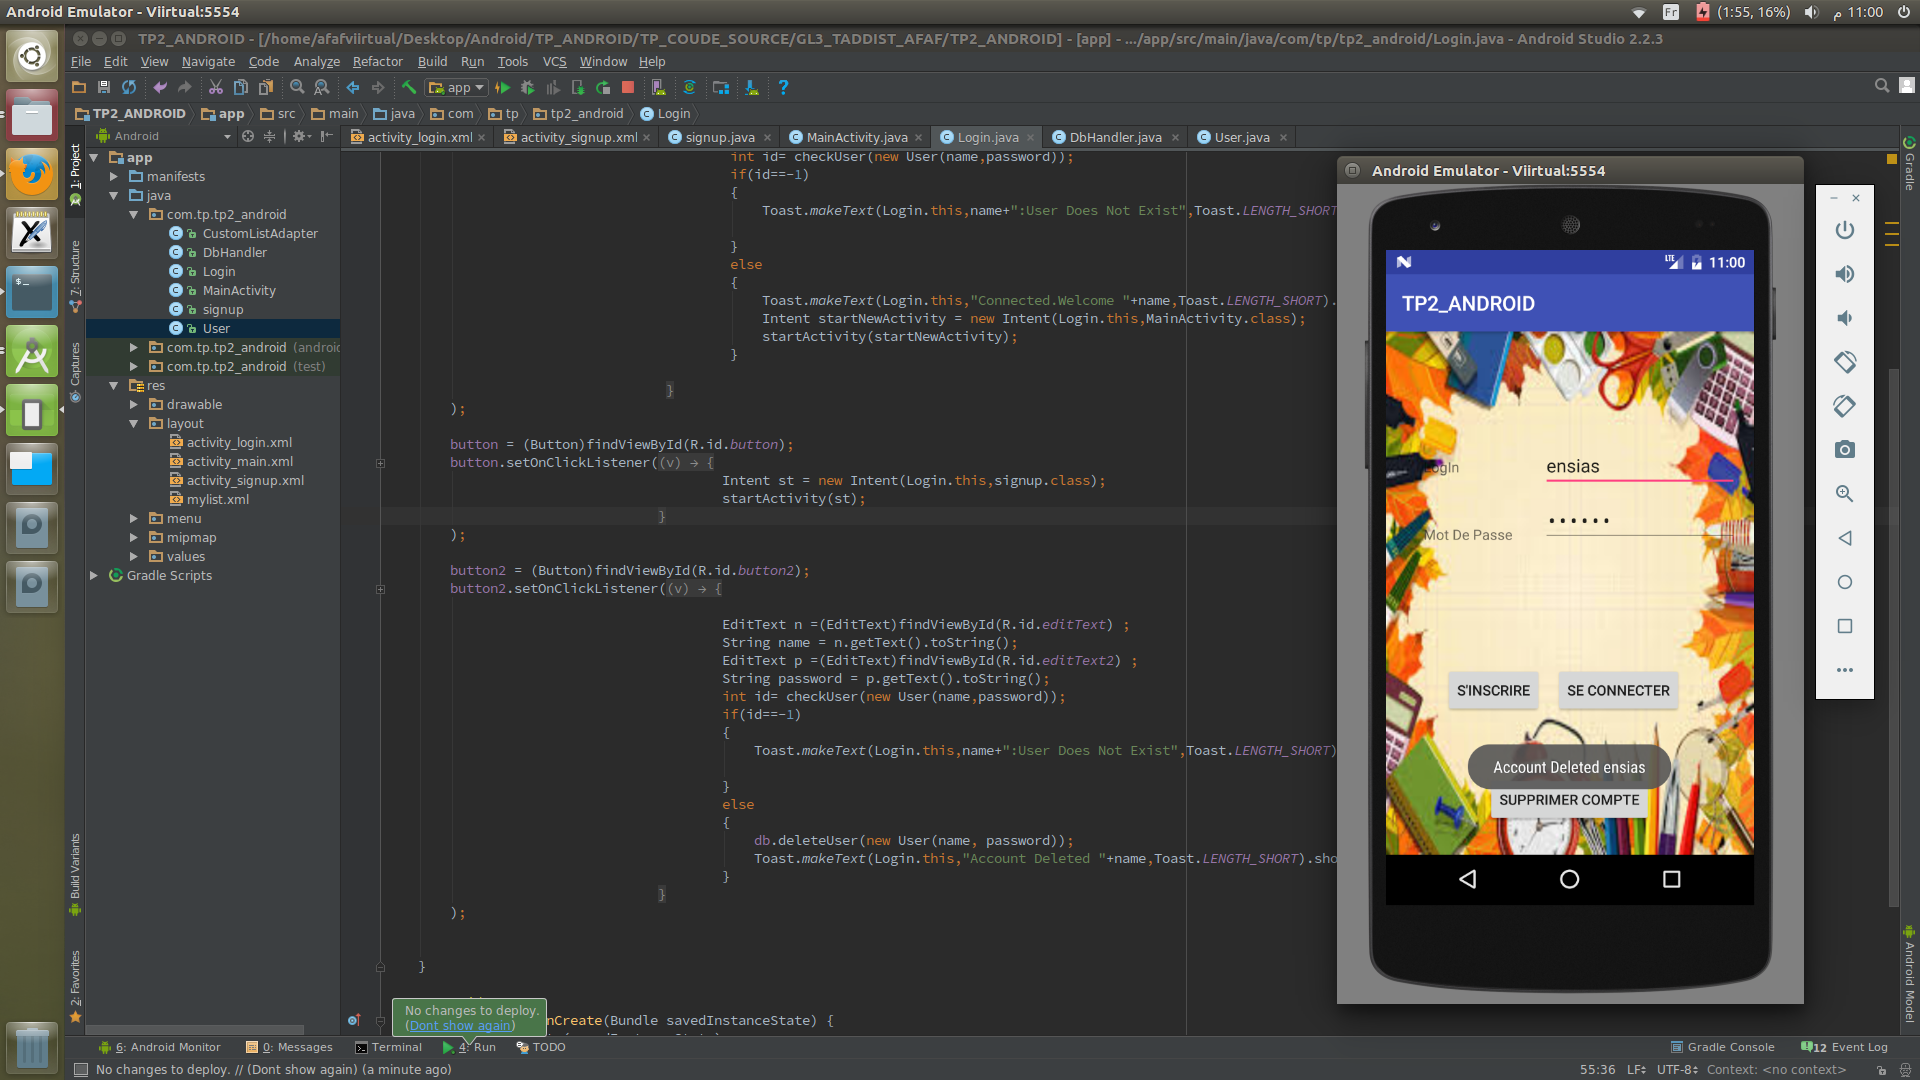 Android Emulator - Viirtual:5554
Fr (1:55, 16%) م 11:00
TP2_ANDROID - [/home/afafviirtual/Desktop/Android/TP_ANDROID/TP_COUDE_SOURCE/GL3_TADDIST_AFAF/TP2_ANDROID] - [app] - .../app/src/main/java/com/tp/tp2_android/Login.java - Android Studio 2.2.3
File Edit View Navigate Code Analyze Refactor Build Run Tools VCS Window Help
app
TP2_ANDROID app src main java com tp tp2_android Login
Android
activity_login.xml activity_signup.xml signup.java MainActivity.java Login.java DbHandler.java User.java
1: Project
7: Structure
Captures
Build Variants
2: Favorites
app
manifests
java
com.tp.tp2_android
CustomListAdapter
DbHandler
Login
MainActivity
signup
User
com.tp.tp2_android (androi
com.tp.tp2_android (test)
res
drawable
layout
activity_login.xml
activity_main.xml
activity_signup.xml
mylist.xml
menu
mipmap
values
Gradle Scripts
int id= checkUser(new User(name,password));
if(id==-1)
{
Toast.makeText(Login.this,name+":User Does Not Exist",Toast.LENGTH_SHORT
}
else
{
Toast.makeText(Login.this,"Connected.Welcome "+name,Toast.LENGTH_SHORT).
Intent startNewActivity = new Intent(Login.this,MainActivity.class);
startActivity(startNewActivity);
}
}
);
button = (Button)findViewById(R.id.button);
button.setOnClickListener((v) → {
Intent st = new Intent(Login.this,signup.class);
startActivity(st);
}
);
button2 = (Button)findViewById(R.id.button2);
button2.setOnClickListener((v) → {
EditText n =(EditText)findViewById(R.id.editText) ;
String name = n.getText().toString();
EditText p =(EditText)findViewById(R.id.editText2) ;
String password = p.getText().toString();
int id= checkUser(new User(name,password));
if(id==-1)
{
Toast.makeText(Login.this,name+":User Does Not Exist",Toast.LENGTH_SHORT)
}
else
{
db.deleteUser(new User(name, password));
Toast.makeText(Login.this,"Account Deleted "+name,Toast.LENGTH_SHORT).sho
}
}
);
}
nCreate(Bundle savedInstanceState) {
No changes to deploy.
(Dont show again)
Android Emulator - Viirtual:5554
LTE 11:00
TP2_ANDROID
LogIn ensias
Mot De Passe ••••••
S'INSCRIRE SE CONNECTER
Account Deleted ensias
SUPPRIMER COMPTE
Gradle
Android Model
6: Android Monitor 0: Messages Terminal 4: Run TODO 12 Event Log Gradle Console
No changes to deploy. // (Dont show again) (a minute ago) 55:36 LF UTF-8 Context: <no context>